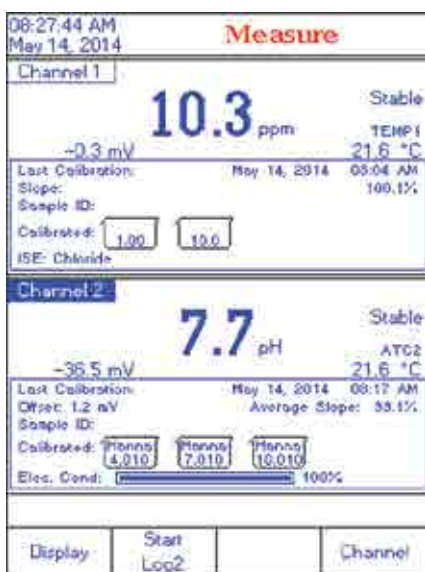 08:27:44 AM
May 14, 2014
Measure
Channel 1
10.3 ppm
Stable
TEMP1
-0.3 mV
21.6 °C
Last Calibration: May 14, 2014 08:04 AM
Slope: 100.1%
Sample ID:
Calibrated: 1.00 10.0
ISE: Chloride
Channel 2
7.7 pH
Stable
ATC2
-36.5 mV
21.6 °C
Last Calibration: May 14, 2014 08:17 AM
Offset: 1.2 mV Average Slope: 99.1%
Sample ID:
Calibrated: Hanna 4.010 Hanna 7.010 Hanna 10.010
Elec. Cond: 100%
Display
Start Log2
Channel